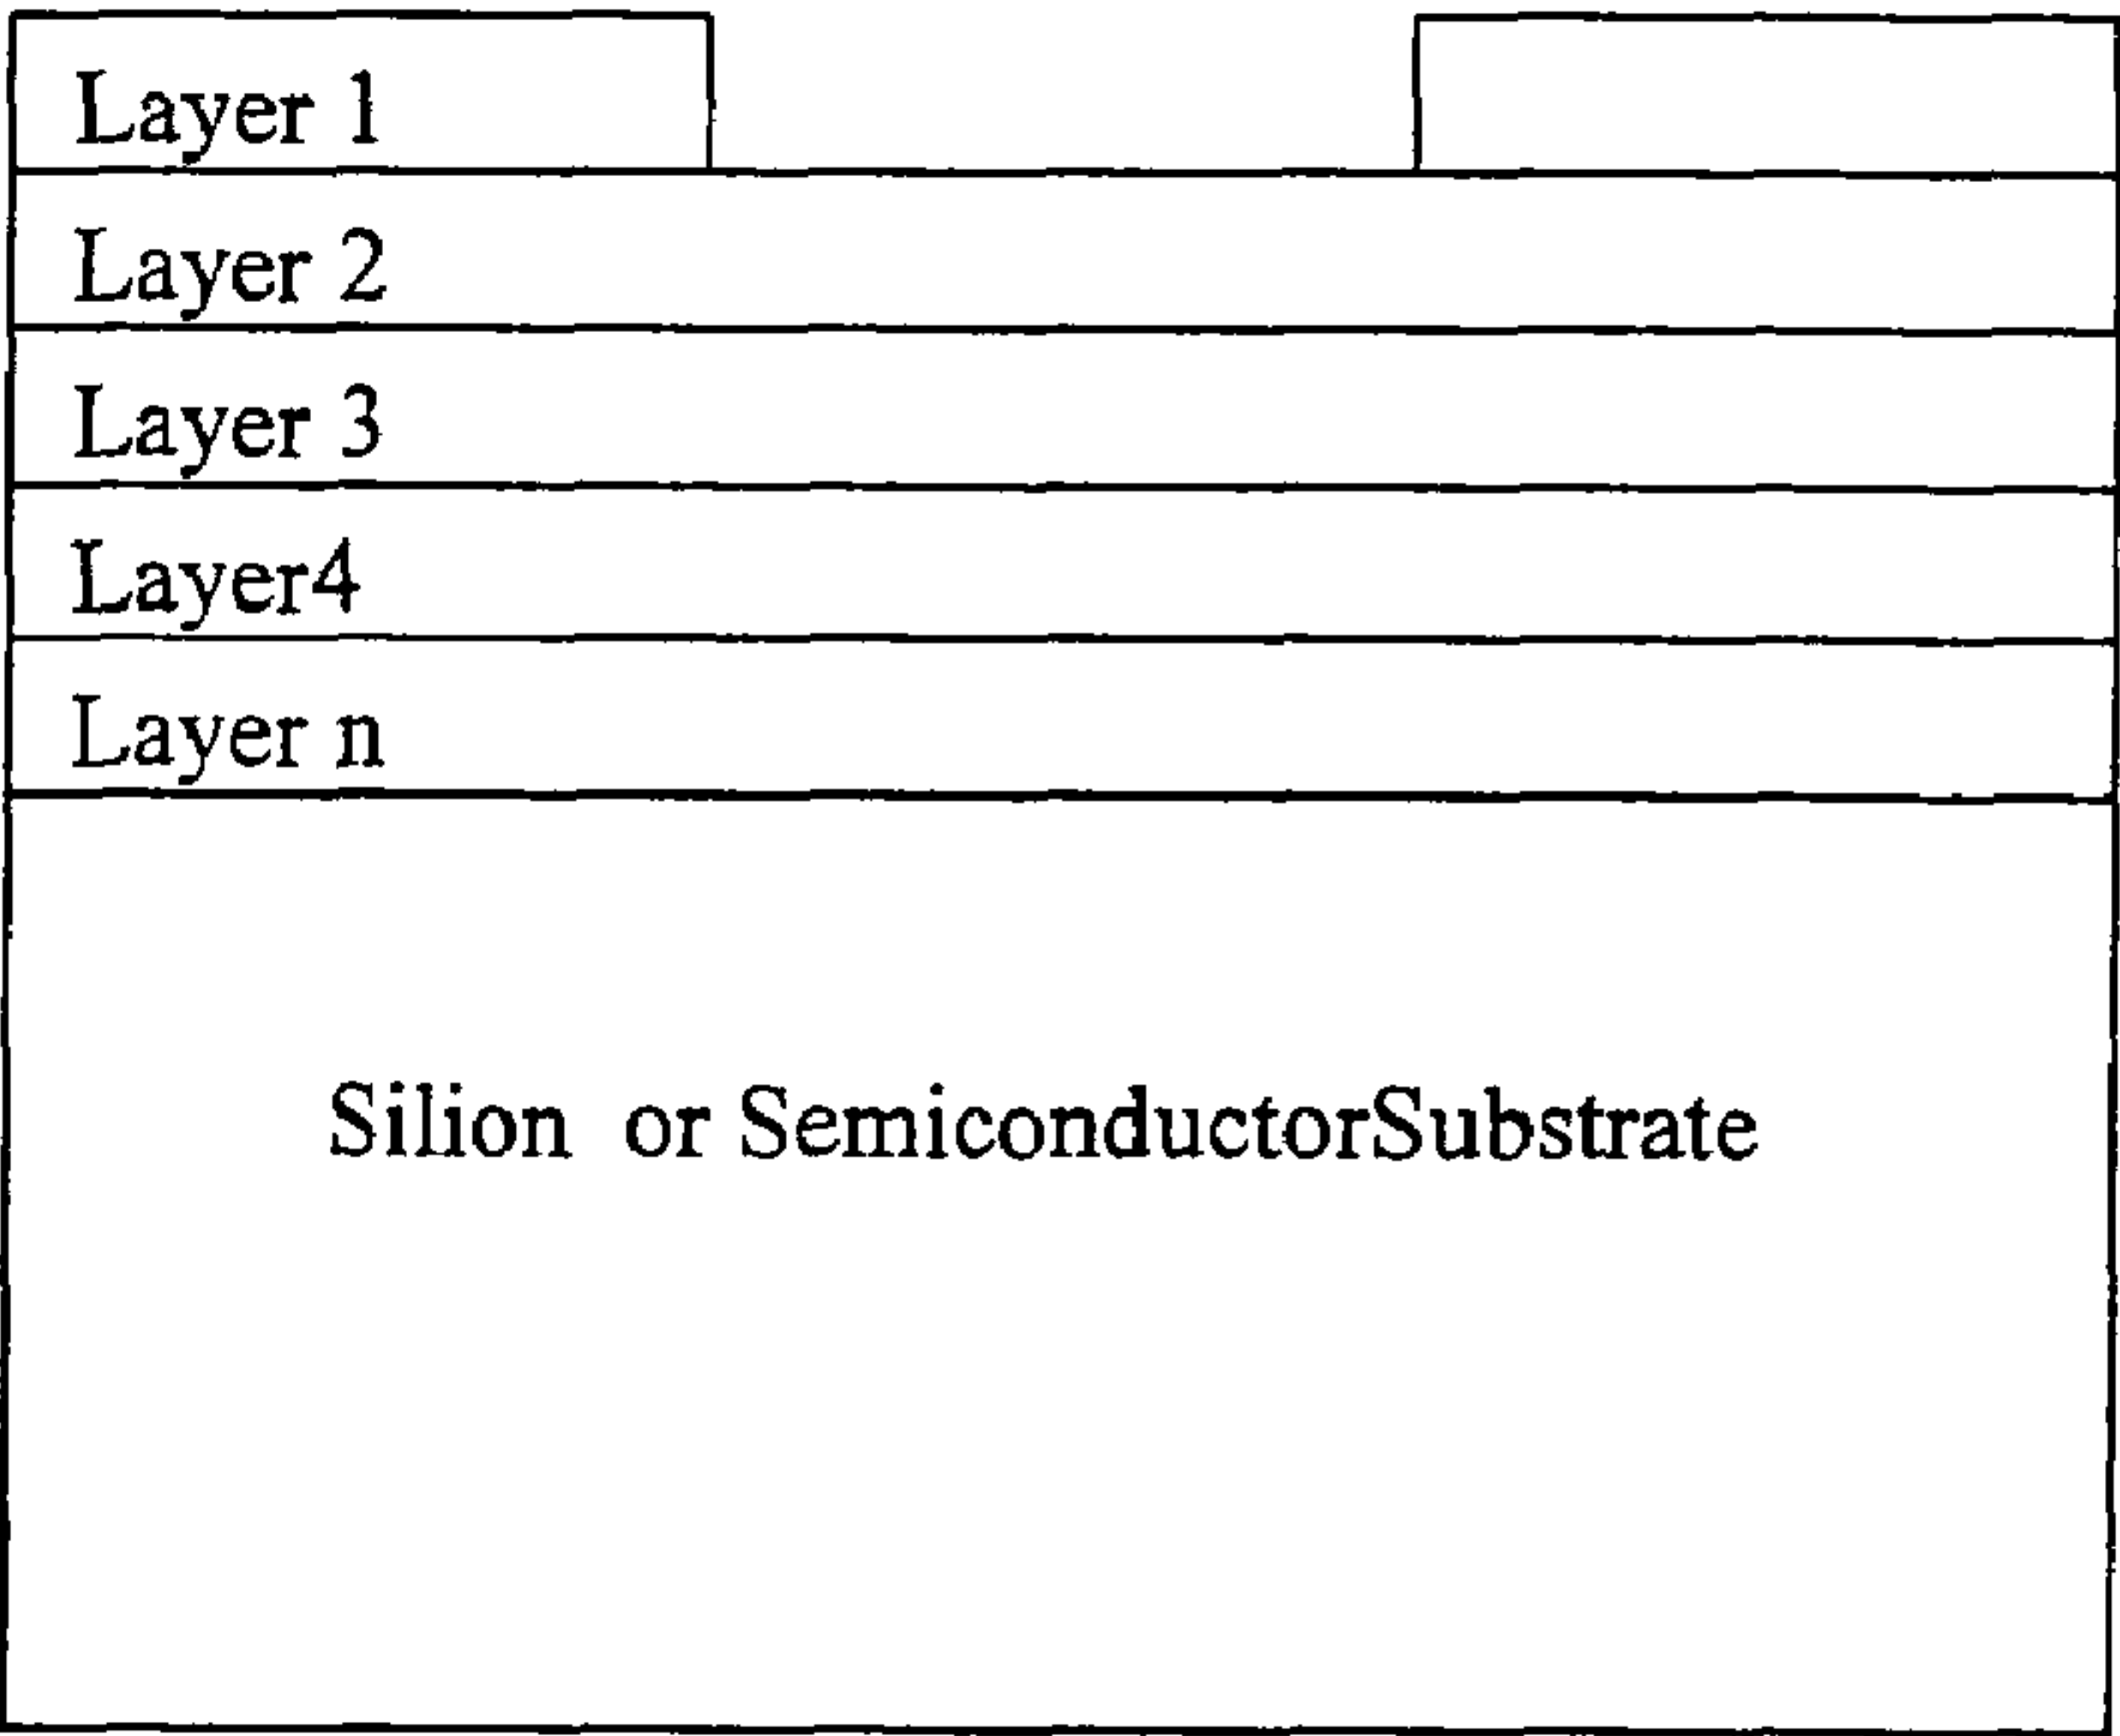 Layer 1
Layer 2
Layer 3
Layer4
Layer n
Silion or SemiconductorSubstrate